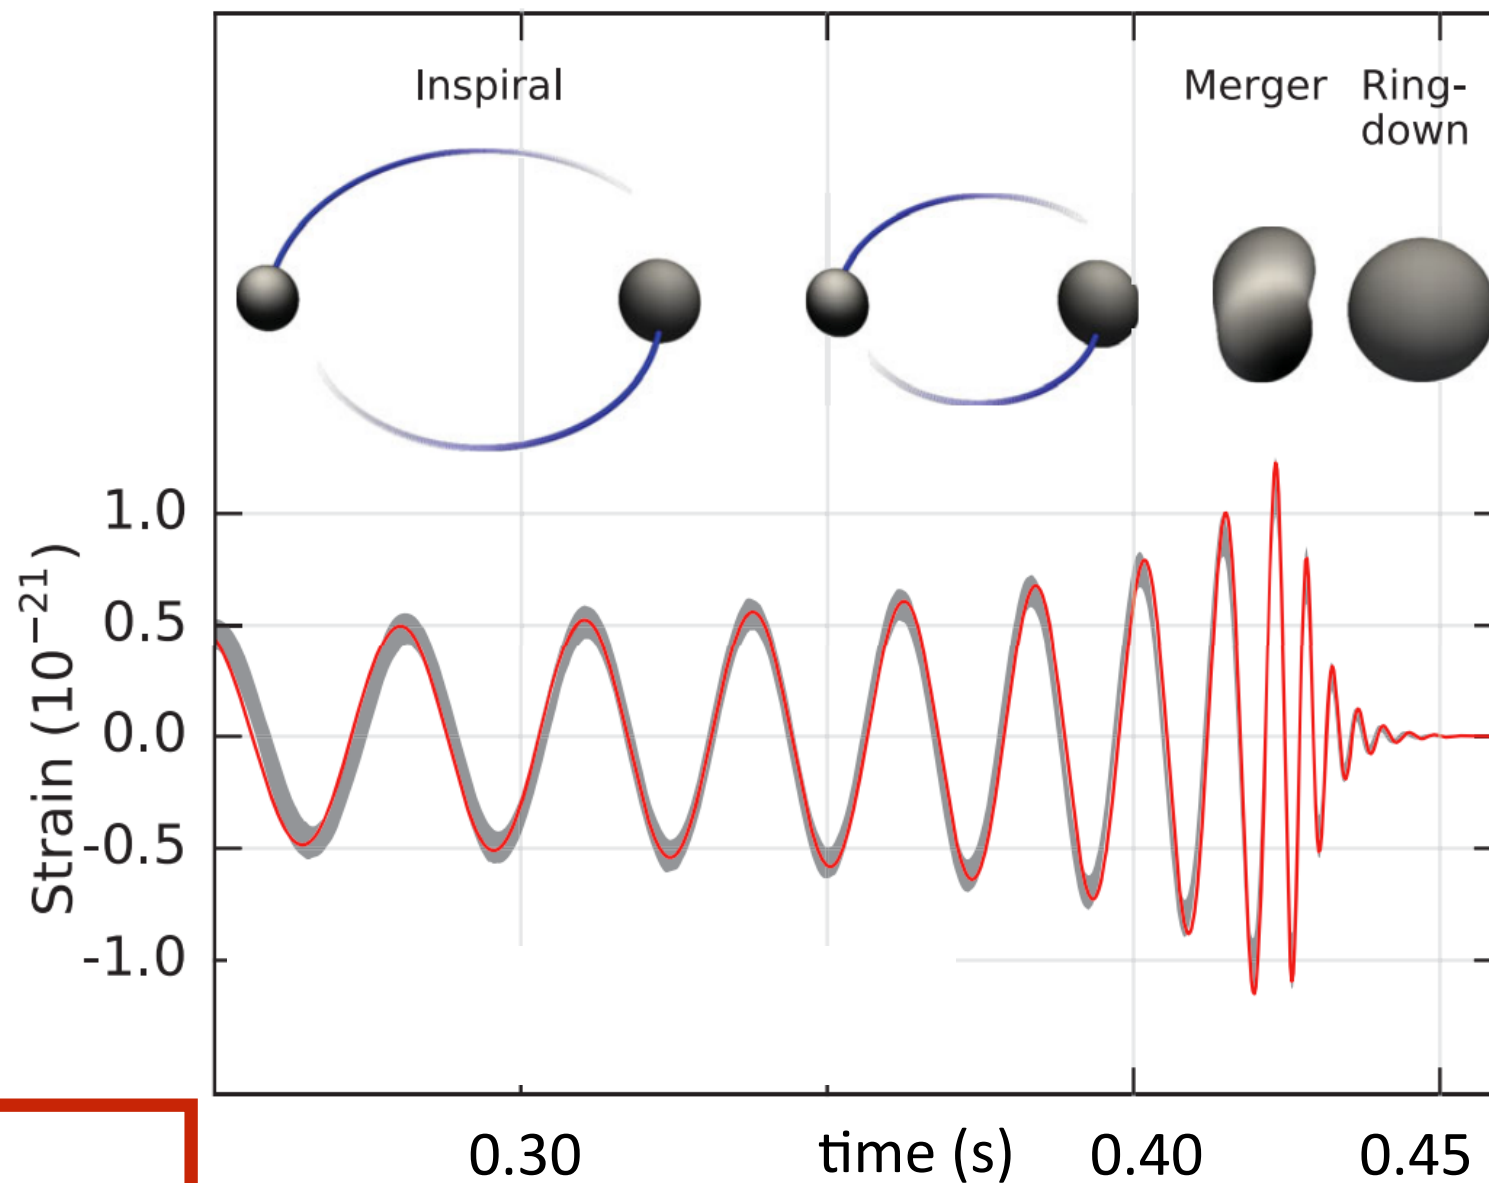 Inspiral
Merger
Ring-
down
1.0
0.5
0.0
-0.5
-1.0
Strain (10⁻²¹)
0.30
time (s)
0.40
0.45